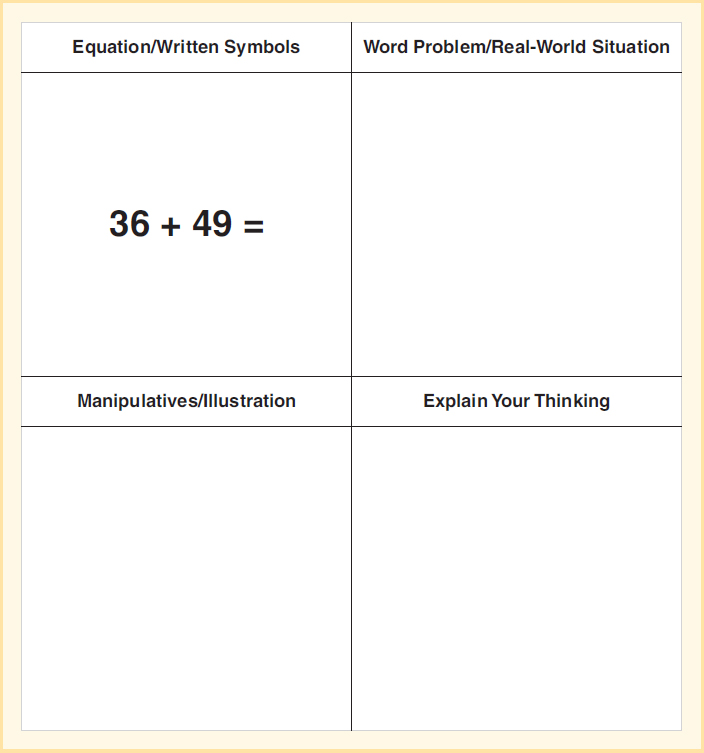 Equation/Written Symbols
Word Problem/Real-World Situation
36 + 49 =
Manipulatives/Illustration
Explain Your Thinking